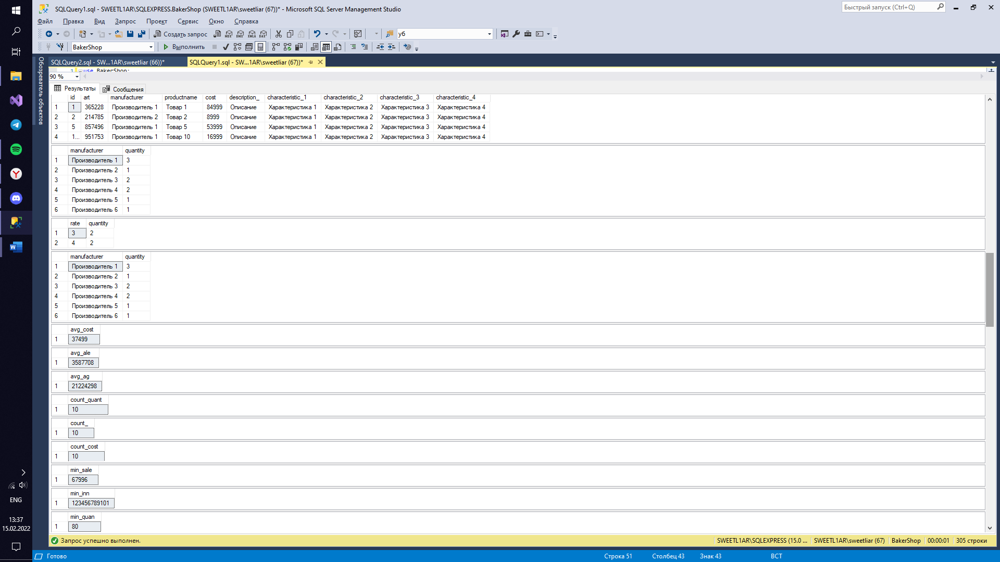 SQLQuery1.sql - SWEETL1AR\SQLEXPRESS.BakerShop (SWEETL1AR\sweetliar (67))* - Microsoft SQL Server Management Studio
Быстрый запуск (Ctrl+Q)
Файл Правка Вид Запрос Проект Сервис Окно Справка
Создать запрос MDX DMX XMLA DAX уб
BakerShop Выполнить
SQLQuery2.sql - SW...1AR\sweetliar (66))* SQLQuery1.sql - SW...1AR\sweetliar (67))*
Обозреватель объектов
1 use BakerShop;
90 %
Результаты Сообщения
id art manufacturer productname cost description_ characteristic_1 characteristic_2 characteristic_3 characteristic_4
1 1 365228 Производитель 1 Товар 1 84999 Описание Характеристика 1 Характеристика 2 Характеристика 3 Характеристика 4
2 2 214785 Производитель 2 Товар 2 8999 Описание Характеристика 1 Характеристика 2 Характеристика 3 Характеристика 4
3 5 857496 Производитель 1 Товар 5 53999 Описание Характеристика 1 Характеристика 2 Характеристика 3 Характеристика 4
4 1... 951753 Производитель 1 Товар 10 16999 Описание Характеристика 1 Характеристика 2 Характеристика 3 Характеристика 4
manufacturer quantity
1 Производитель 1 3
2 Производитель 2 1
3 Производитель 3 2
4 Производитель 4 2
5 Производитель 5 1
6 Производитель 6 1
rate quantity
1 3 2
2 4 2
manufacturer quantity
1 Производитель 1 3
2 Производитель 2 1
3 Производитель 3 2
4 Производитель 4 2
5 Производитель 5 1
6 Производитель 6 1
avg_cost
1 37499
avg_ale
1 3587708
avg_ag
1 21224298
count_quant
1 10
count_
1 10
count_cost
1 10
min_sale
1 67996
min_inn
1 123456789101
min_quan
1 80
Запрос успешно выполнен. SWEETL1AR\SQLEXPRESS (15.0 ... SWEETL1AR\sweetliar (67) BakerShop 00:00:01 305 строки
Готово Строка 51 Столбец 43 Знак 43 ВСТ
ENG
13:37
15.02.2022